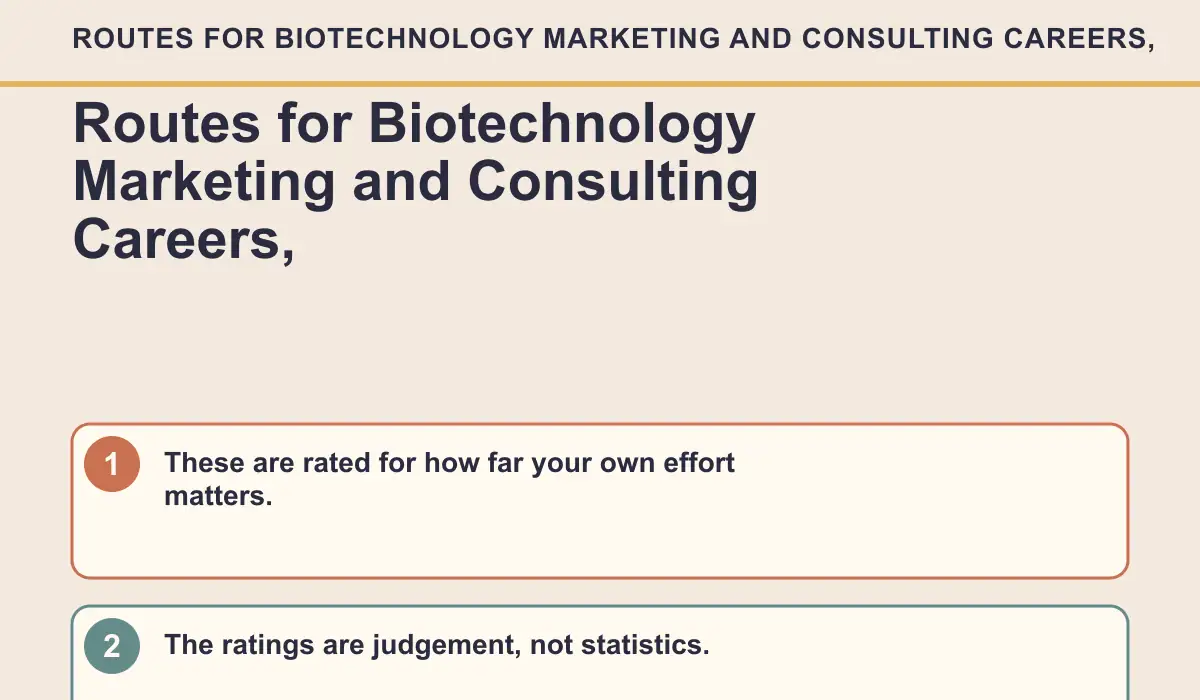 ROUTES FOR BIOTECHNOLOGY MARKETING AND CONSULTING CAREERS,
Routes for Biotechnology
Marketing and Consulting
Careers,
1
These are rated for how far your own effort
matters.
2
The ratings are judgement, not statistics.